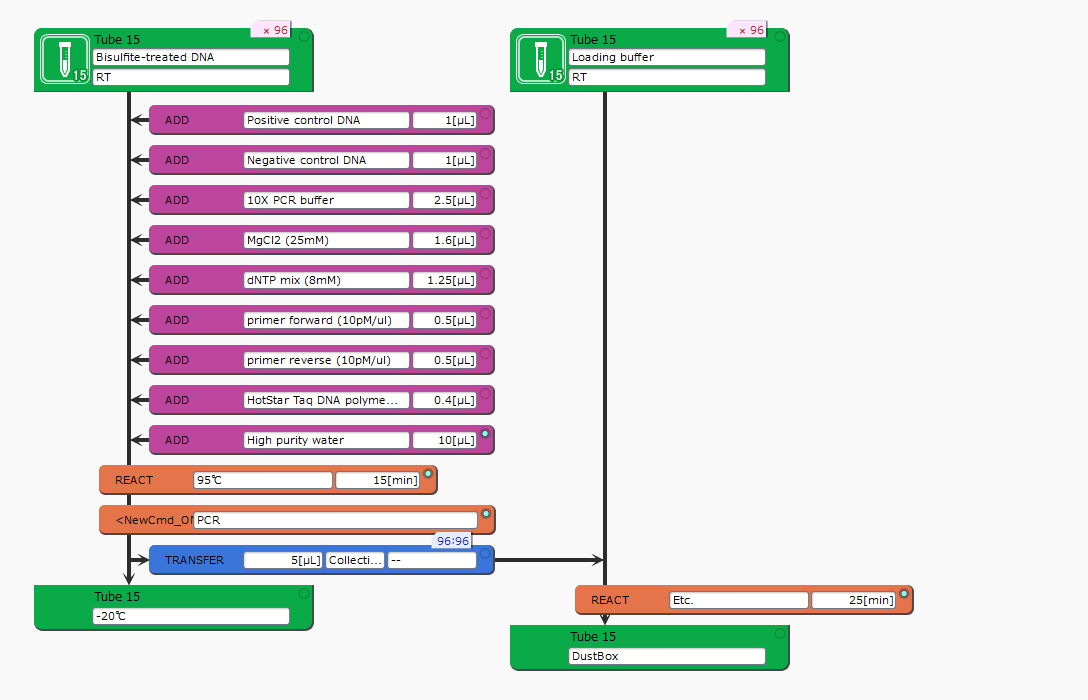 × 96
Tube 15
Bisulfite-treated DNA
15
RT
× 96
Tube 15
Loading buffer
15
RT
ADD Positive control DNA 1[µL]
ADD Negative control DNA 1[µL]
ADD 10X PCR buffer 2.5[µL]
ADD MgCl2 (25mM) 1.6[µL]
ADD dNTP mix (8mM) 1.25[µL]
ADD primer forward (10pM/ul) 0.5[µL]
ADD primer reverse (10pM/ul) 0.5[µL]
ADD HotStar Taq DNA polyme... 0.4[µL]
ADD High purity water 10[µL]
REACT 95℃ 15[min]
<NewCmd_O PCR
96:96
TRANSFER 5[µL] Collecti... --
Tube 15
-20℃
REACT Etc. 25[min]
Tube 15
DustBox